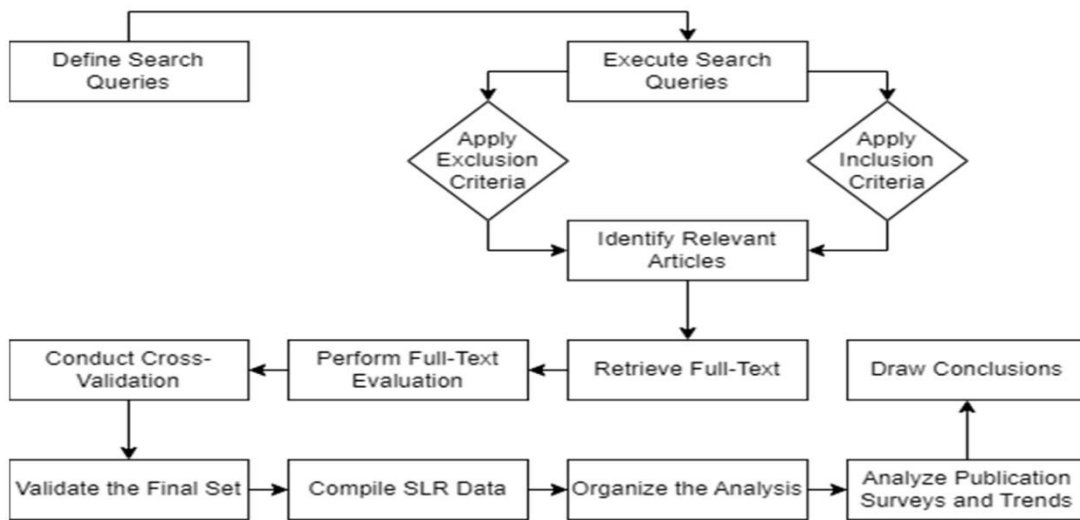 Define Search
Queries
Execute Search
Queries
Apply
Exclusion
Criteria
Apply
Inclusion
Criteria
Identify Relevant
Articles
Retrieve Full-Text
Perform Full-Text
Evaluation
Conduct Cross-
Validation
Validate the Final Set
Compile SLR Data
Organize the Analysis
Analyze Publication
Surveys and Trends
Draw Conclusions